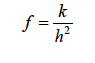 f = k/h²